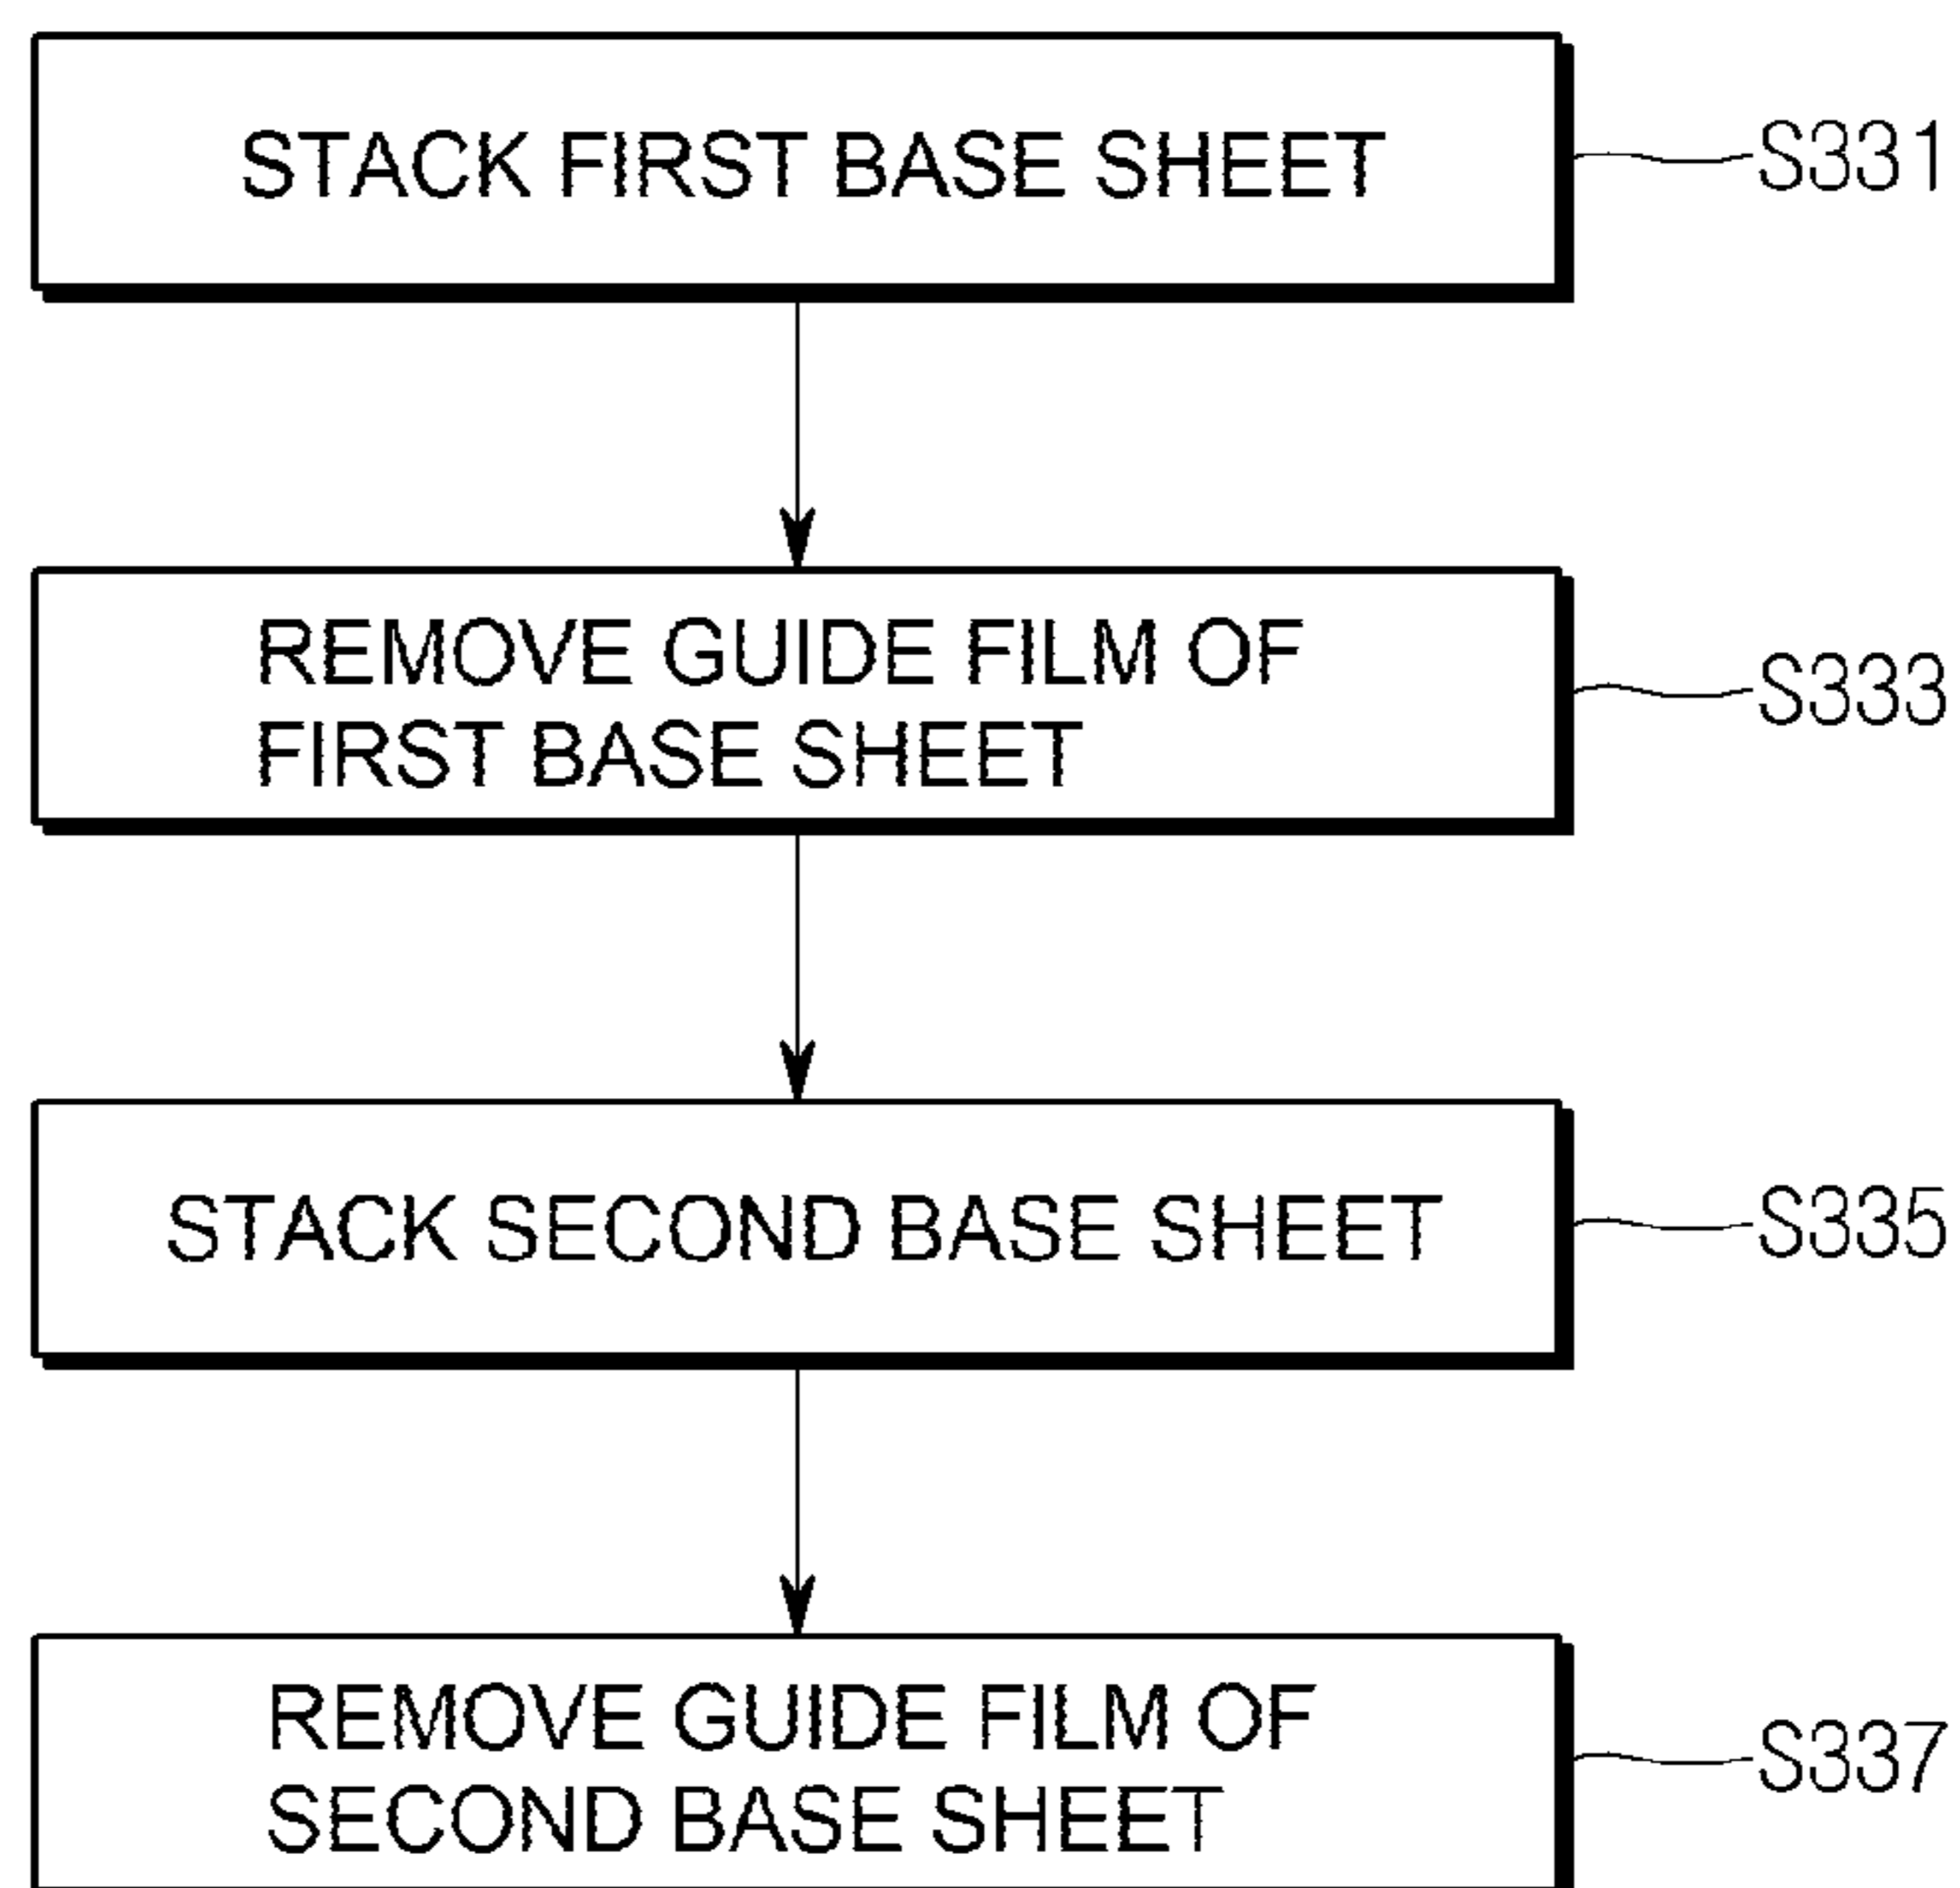 STACK FIRST BASE SHEET
S331
REMOVE GUIDE FILM OF
FIRST BASE SHEET
S333
STACK SECOND BASE SHEET
S335
REMOVE GUIDE FILM OF
SECOND BASE SHEET
S337